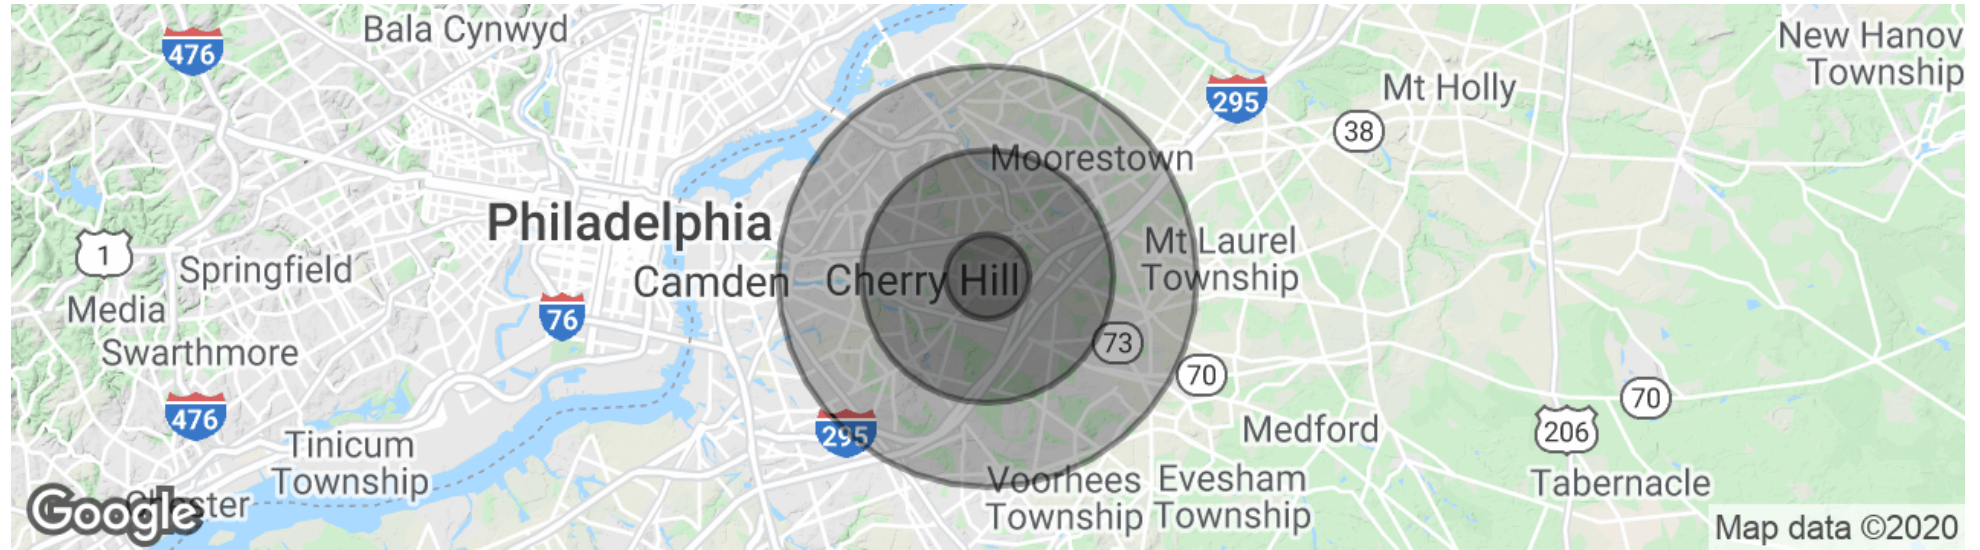 Bala Cynwyd
476
New Hanov
Township
295
Mt Holly
38
Moorestown
Philadelphia
1
Springfield
Mt Laurel
Township
Camden
Cherry Hill
Media
76
Swarthmore
73
70
476
295
70
Tinicum
Township
Medford
206
Voorhees
Township
Evesham
Township
Tabernacle
Chester
Google
Map data ©2020